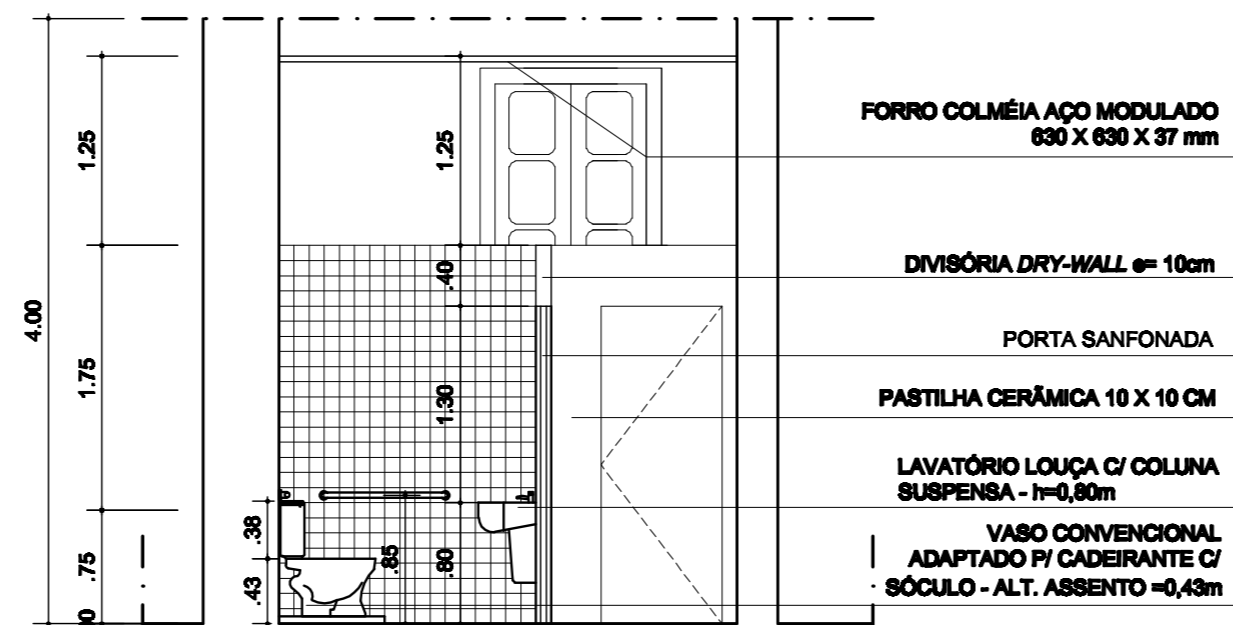 FORRO COLMÉIA AÇO MODULADO
630 X 630 X 37 mm
DIVISÓRIA DRY-WALL e= 10cm
PORTA SANFONADA
PASTILHA CERÂMICA 10 X 10 CM
LAVATÓRIO LOUÇA C/ COLUNA
SUSPENSA - h=0,80m
VASO CONVENCIONAL
ADAPTADO P/ CADEIRANTE C/
SÓCULO - ALT. ASSENTO =0,43m
4.00
1.25
1.75
.75
1.25
.40
1.30
.80
.85
.38
.43